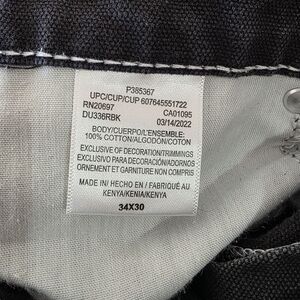 P385367
UPC/CUP/CUP 607645551722
RN20697 CA01095
DU336RBK 03/14/2022
BODY/CUERPO/L'ENSEMBLE:
100% COTTON/ALGODÓN/COTON
EXCLUSIVE OF DECORATION/TRIMMINGS
EXCLUSIVO PARA DECORACIÓN/ADORNOS
ORNEMENT ET GARNITURE NON COMPRIS
MADE IN/ HECHO EN / FABRIQUÉ AU
KENYA/KENIA/KENYA
34X30